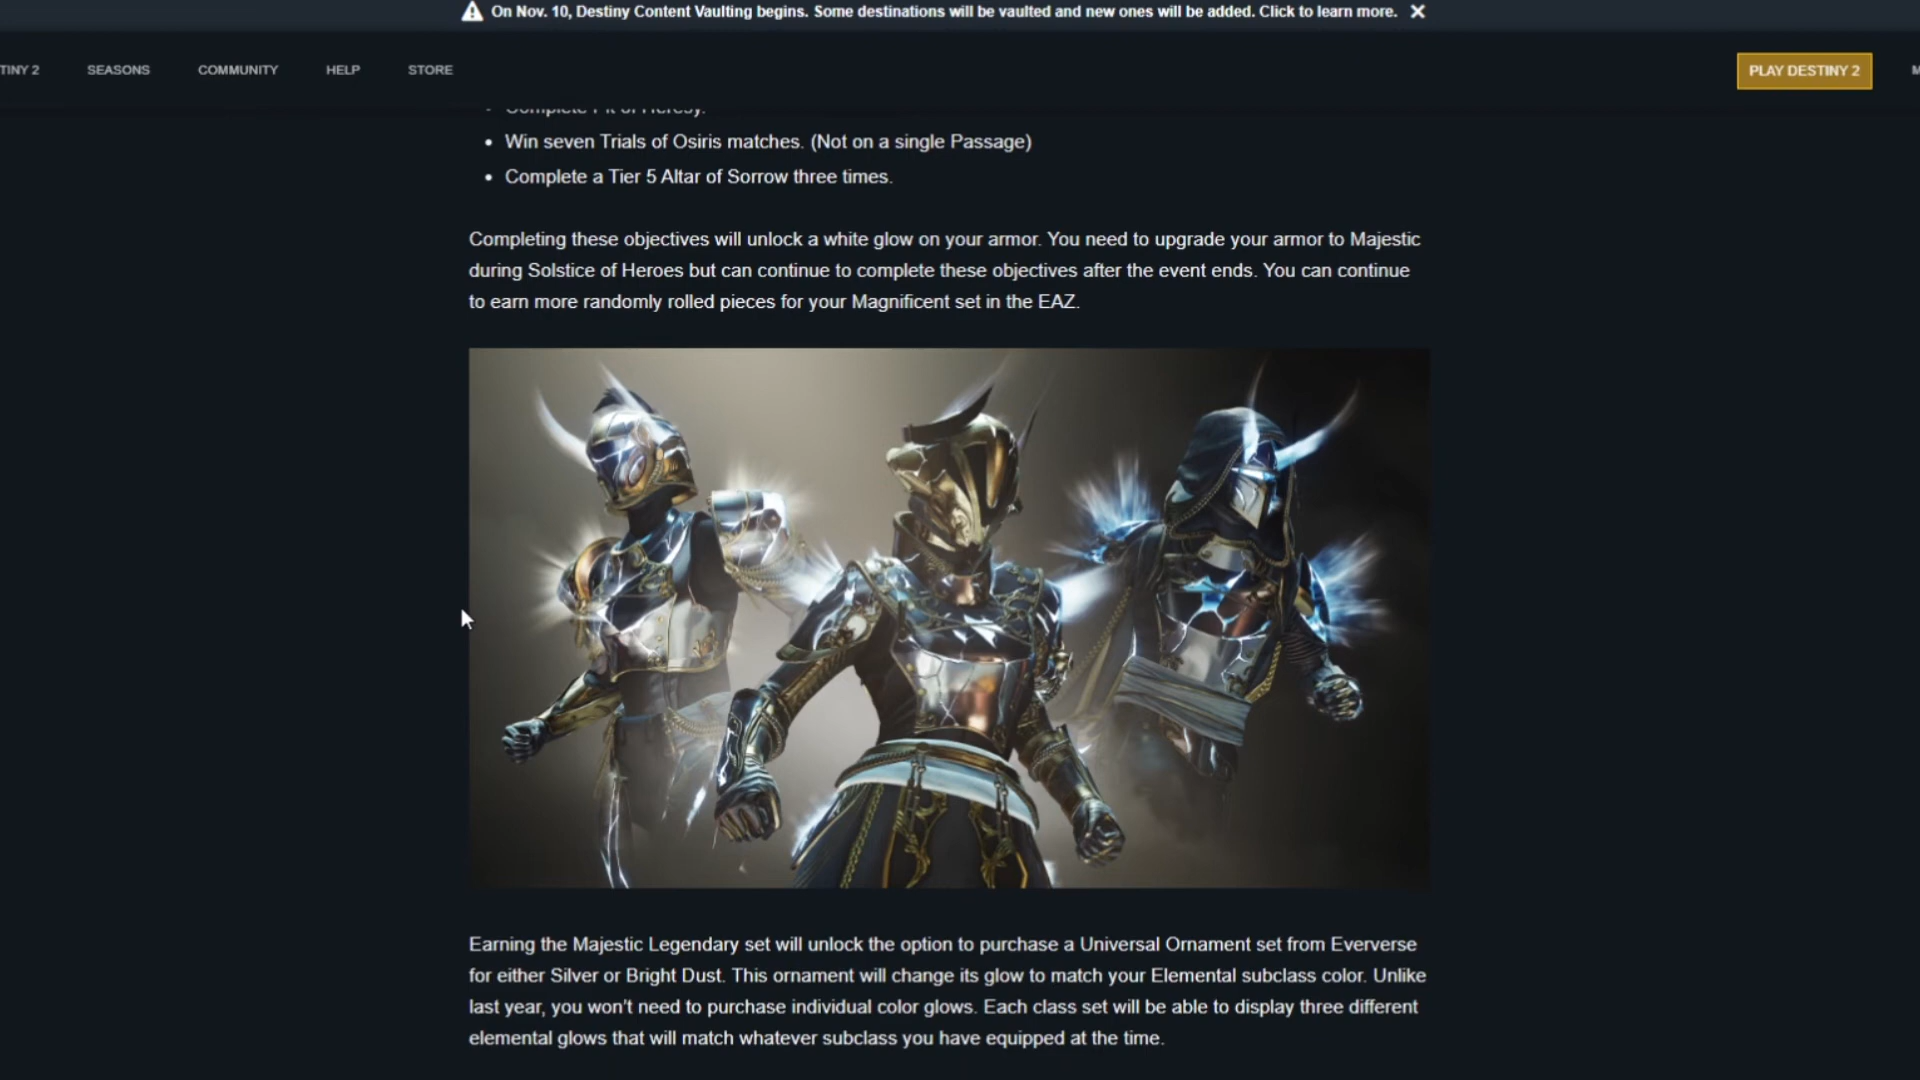 On Nov. 10, Destiny Content Vaulting begins. Some destinations will be vaulted and new ones will be added. Click to learn more.
TINY 2 SEASONS COMMUNITY HELP STORE PLAY DESTINY 2 M
Complete Pit of Heresy.
Win seven Trials of Osiris matches. (Not on a single Passage)
Complete a Tier 5 Altar of Sorrow three times.
Completing these objectives will unlock a white glow on your armor. You need to upgrade your armor to Majestic
during Solstice of Heroes but can continue to complete these objectives after the event ends. You can continue
to earn more randomly rolled pieces for your Magnificent set in the EAZ.
Earning the Majestic Legendary set will unlock the option to purchase a Universal Ornament set from Eververse
for either Silver or Bright Dust. This ornament will change its glow to match your Elemental subclass color. Unlike
last year, you won't need to purchase individual color glows. Each class set will be able to display three different
elemental glows that will match whatever subclass you have equipped at the time.